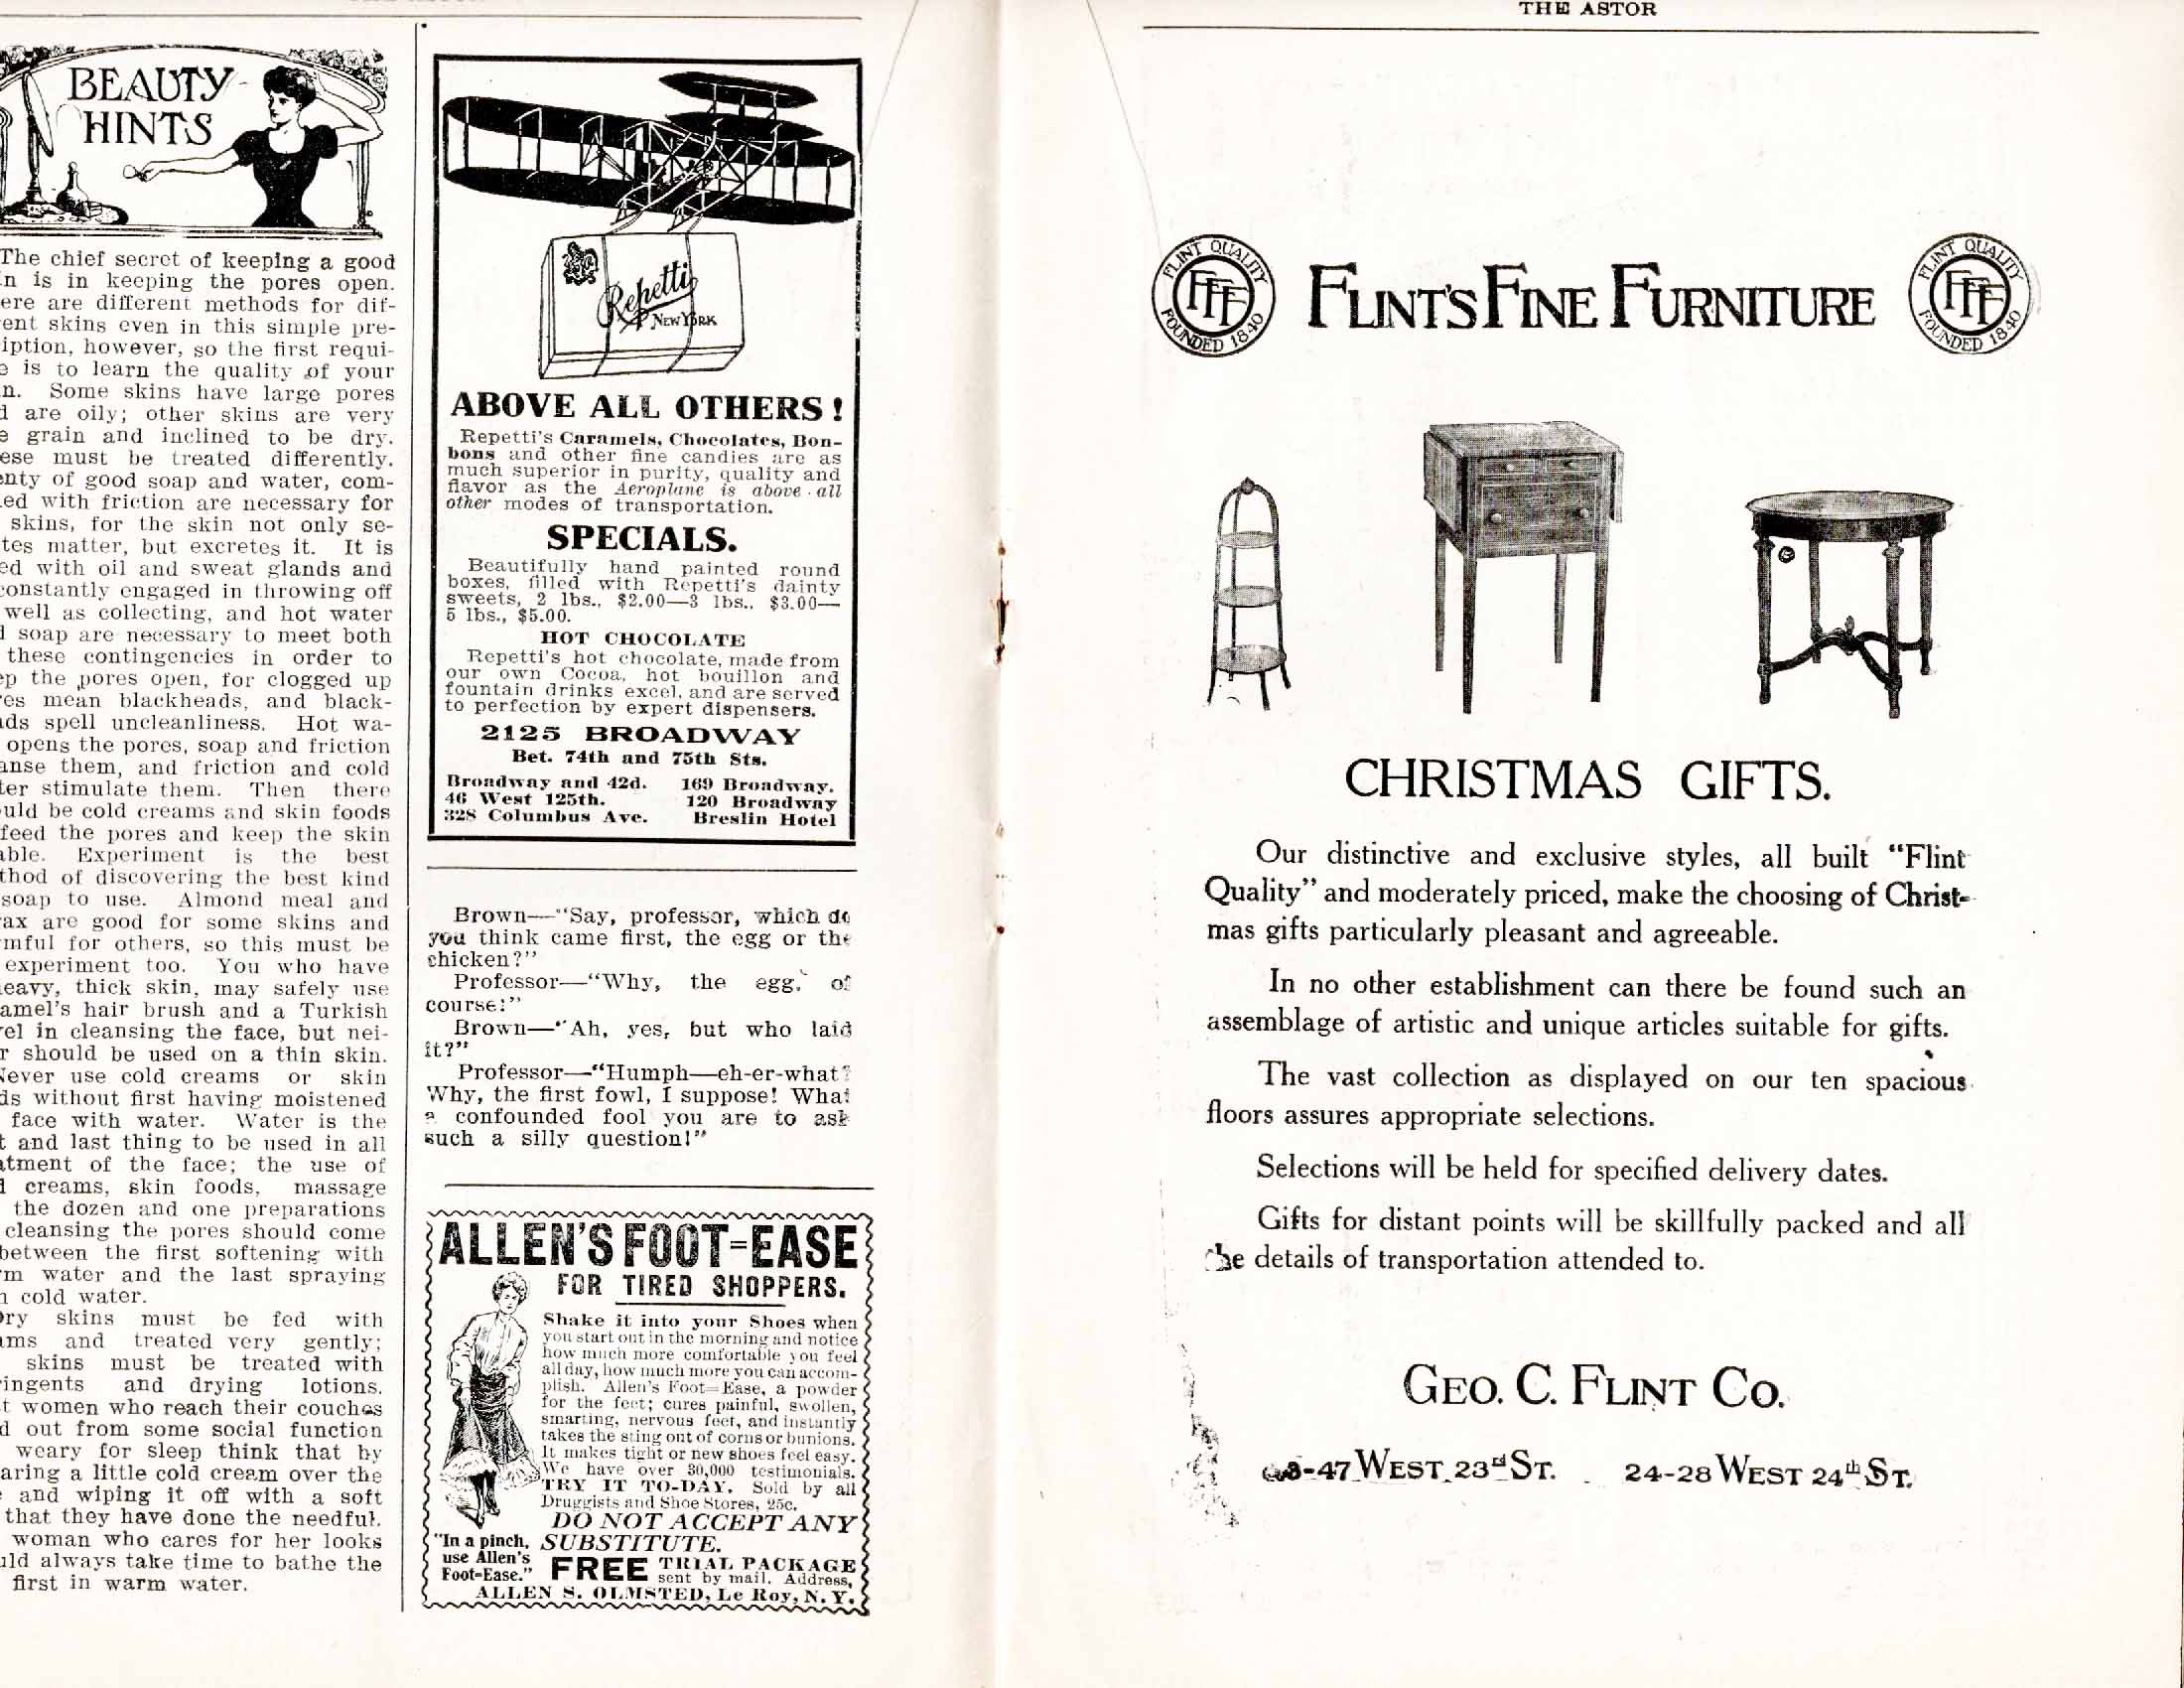 THE ASTOR
BEAUTY
HINTS
The chief secret of keeping a good
is in keeping the pores open.
are different methods for dif-
skins even in this simple pre-
however, so the first requi-
is to learn the quality of your
Some skins have large pores
are oily; other skins are very
grain and inclined to be dry.
must be treated differently.
of good soap and water, com-
with friction are necessary for
skins, for the skin not only se-
matter, but excretes it. It is
with oil and sweat glands and
constantly engaged in throwing off
well as collecting, and hot water
soap are necessary to meet both
these contingencies in order to
the pores open, for clogged up
mean blackheads, and black-
spell uncleanliness. Hot wa-
opens the pores, soap and friction
them, and friction and cold
stimulate them. Then there
be cold creams and skin foods
feed the pores and keep the skin
Experiment is the best
of discovering the best kind
soap to use. Almond meal and
are good for some skins and
for others, so this must be
experiment too. You who have
heavy, thick skin, may safely use
camel's hair brush and a Turkish
in cleansing the face, but nei-
should be used on a thin skin.
Never use cold creams or skin
without first having moistened
face with water. Water is the
and last thing to be used in all
of the face; the use of
creams, skin foods, massage
the dozen and one preparations
cleansing the pores should come
between the first softening with
water and the last spraying
cold water.
Dry skins must be fed with
and treated very gently;
skins must be treated with
and drying lotions.
women who reach their couches
out from some social function
weary for sleep think that by
a little cold cream over the
and wiping it off with a soft
that they have done the needful.
woman who cares for her looks
always take time to bathe the
first in warm water.
Repetti
NEW YORK
ABOVE ALL OTHERS!
Repetti's Caramels, Chocolates, Bon-
bons and other fine candies are as
much superior in purity, quality and
flavor as the Aeroplane is above all
other modes of transportation.
SPECIALS.
Beautifully hand painted round
boxes, filled with Repetti's dainty
sweets, 2 lbs., $2.00—3 lbs., $3.00—
5 lbs., $5.00.
HOT CHOCOLATE
Repetti's hot chocolate, made from
our own Cocoa, hot bouillon and
fountain drinks excel, and are served
to perfection by expert dispensers.
2125 BROADWAY
Bet. 74th and 75th Sts.
Broadway and 42d. 169 Broadway.
46 West 125th. 120 Broadway
328 Columbus Ave. Breslin Hotel
Brown—"Say, professor, which do
you think came first, the egg or the
chicken?"
Professor—"Why, the egg, of
course!"
Brown—"Ah, yes, but who laid
it?"
Professor—"Humph—eh-er-what?
Why, the first fowl, I suppose! What
a confounded fool you are to ask
such a silly question!"
ALLEN'S FOOT=EASE
FOR TIRED SHOPPERS.
Shake it into your Shoes when
you start out in the morning and notice
how much more comfortable you feel
all day, how much more you can accom-
plish. Allen's Foot=Ease, a powder
for the feet; cures painful, swollen,
smarting, nervous feet, and instantly
takes the sting out of corns or bunions.
It makes tight or new shoes feel easy.
We have over 30,000 testimonials.
TRY IT TO-DAY. Sold by all
Druggists and Shoe Stores, 25c.
DO NOT ACCEPT ANY
SUBSTITUTE.
"In a pinch,
use Allen's
Foot=Ease."
FREE TRIAL PACKAGE
sent by mail. Address,
ALLEN S. OLMSTED, Le Roy, N. Y.
THE ASTOR
FLINT QUALITY
FFF
FOUNDED 1840
FLINT'S FINE FURNITURE
FLINT QUALITY
FFF
FOUNDED 1840
CHRISTMAS GIFTS.
Our distinctive and exclusive styles, all built "Flint
Quality" and moderately priced, make the choosing of Christ-
mas gifts particularly pleasant and agreeable.
In no other establishment can there be found such an
assemblage of artistic and unique articles suitable for gifts.
The vast collection as displayed on our ten spacious
floors assures appropriate selections.
Selections will be held for specified delivery dates.
Gifts for distant points will be skillfully packed and all
the details of transportation attended to.
GEO. C. FLINT CO.
-47 WEST 23rd ST. 24-28 WEST 24th ST.